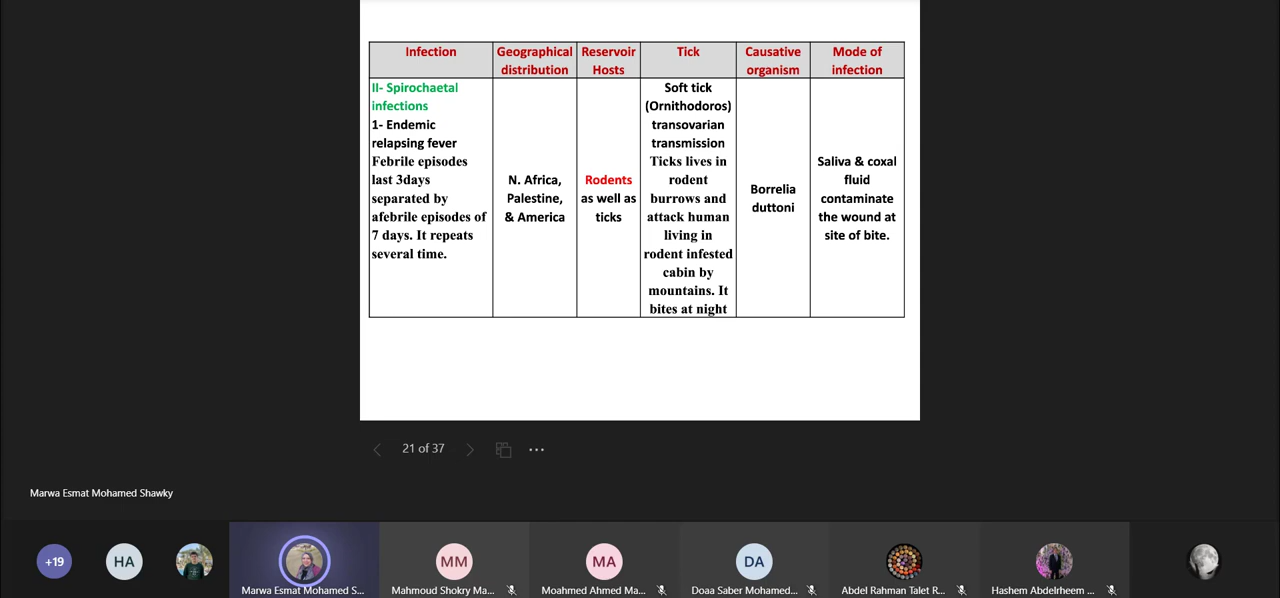 Infection
Geographical
distribution
Reservoir
Hosts
Tick
Causative
organism
Mode of
infection
II- Spirochaetal
infections
1- Endemic
relapsing fever
Febrile episodes
last 3days
separated by
afebrile episodes of
7 days. It repeats
several time.
N. Africa,
Palestine,
& America
Rodents
as well as
ticks
Soft tick
(Ornithodoros)
transovarian
transmission
Ticks lives in
rodent
burrows and
attack human
living in
rodent infested
cabin by
mountains. It
bites at night
Borrelia
duttoni
Saliva & coxal
fluid
contaminate
the wound at
site of bite.
21 of 37
Marwa Esmat Mohamed Shawky
+19
HA
Marwa Esmat Mohamed S...
MM
Mahmoud Shokry Ma...
MA
Moahmed Ahmed Ma...
DA
Doaa Saber Mohamed...
Abdel Rahman Talet R...
Hashem Abdelrheem ...